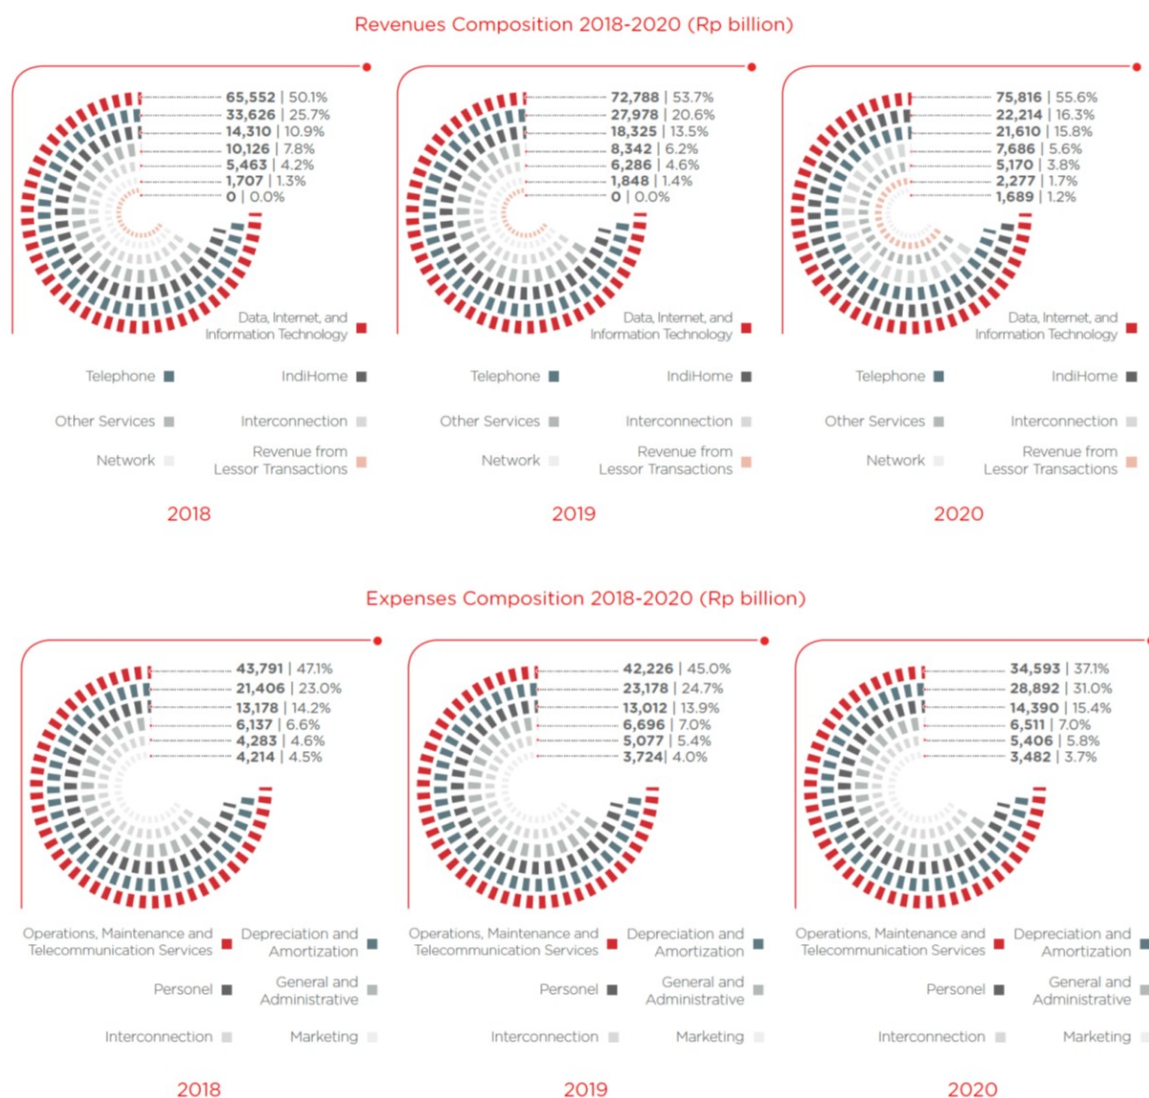 Revenues Composition 2018-2020 (Rp billion)
65,552 | 50.1%
33,626 | 25.7%
14,310 | 10.9%
10,126 | 7.8%
5,463 | 4.2%
1,707 | 1.3%
0 | 0.0%
Data, Internet, and
Information Technology
Telephone
IndiHome
Other Services
Interconnection
Network
Revenue from
Lessor Transactions
2018
72,788 | 53.7%
27,978 | 20.6%
18,325 | 13.5%
8,342 | 6.2%
6,286 | 4.6%
1,848 | 1.4%
0 | 0.0%
Data, Internet, and
Information Technology
Telephone
IndiHome
Other Services
Interconnection
Network
Revenue from
Lessor Transactions
2019
75,816 | 55.6%
22,214 | 16.3%
21,610 | 15.8%
7,686 | 5.6%
5,170 | 3.8%
2,277 | 1.7%
1,689 | 1.2%
Data, Internet, and
Information Technology
Telephone
IndiHome
Other Services
Interconnection
Network
Revenue from
Lessor Transactions
2020
Expenses Composition 2018-2020 (Rp billion)
43,791 | 47.1%
21,406 | 23.0%
13,178 | 14.2%
6,137 | 6.6%
4,283 | 4.6%
4,214 | 4.5%
Operations, Maintenance and
Telecommunication Services
Depreciation and
Amortization
Personel
General and
Administrative
Interconnection
Marketing
2018
42,226 | 45.0%
23,178 | 24.7%
13,012 | 13.9%
6,696 | 7.0%
5,077 | 5.4%
3,724 | 4.0%
Operations, Maintenance and
Telecommunication Services
Depreciation and
Amortization
Personel
General and
Administrative
Interconnection
Marketing
2019
34,593 | 37.1%
28,892 | 31.0%
14,390 | 15.4%
6,511 | 7.0%
5,406 | 5.8%
3,482 | 3.7%
Operations, Maintenance and
Telecommunication Services
Depreciation and
Amortization
Personel
General and
Administrative
Interconnection
Marketing
2020